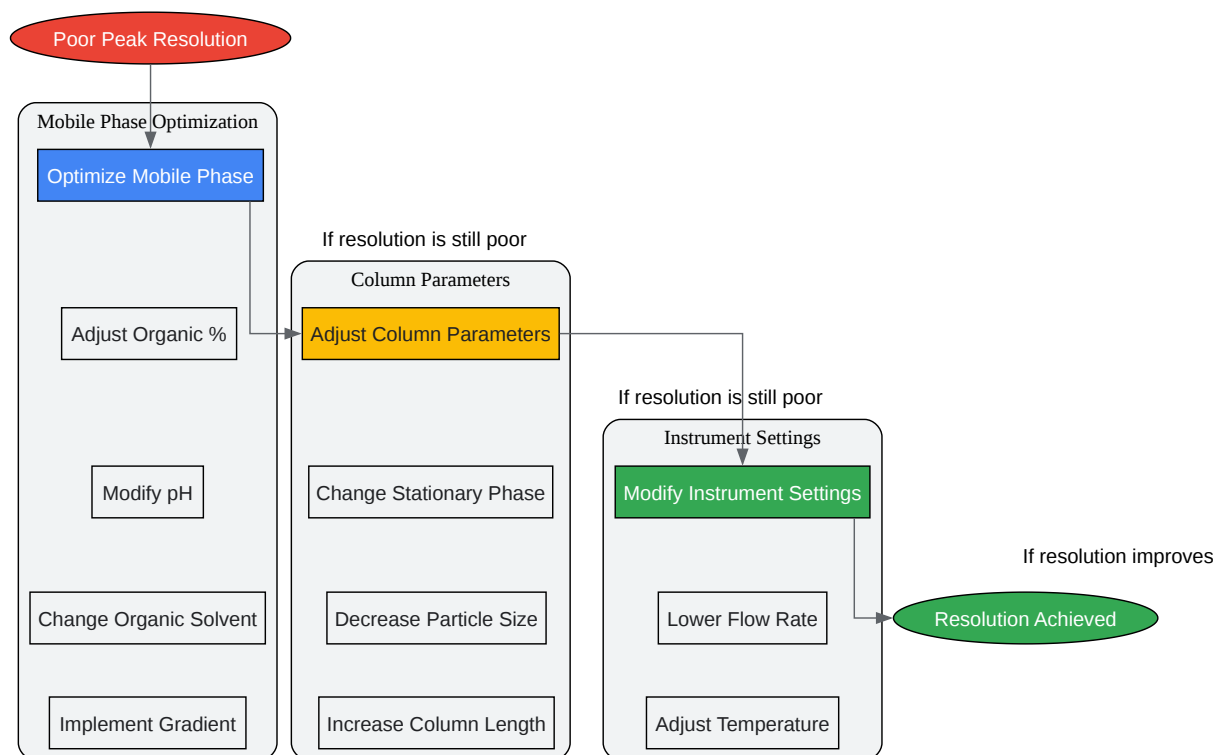 Poor Peak Resolution
Mobile Phase Optimization
Optimize Mobile Phase
Adjust Organic %
Modify pH
Change Organic Solvent
Implement Gradient
If resolution is still poor
Column Parameters
Adjust Column Parameters
Change Stationary Phase
Decrease Particle Size
Increase Column Length
If resolution is still poor
Instrument Settings
Modify Instrument Settings
Lower Flow Rate
Adjust Temperature
If resolution improves
Resolution Achieved